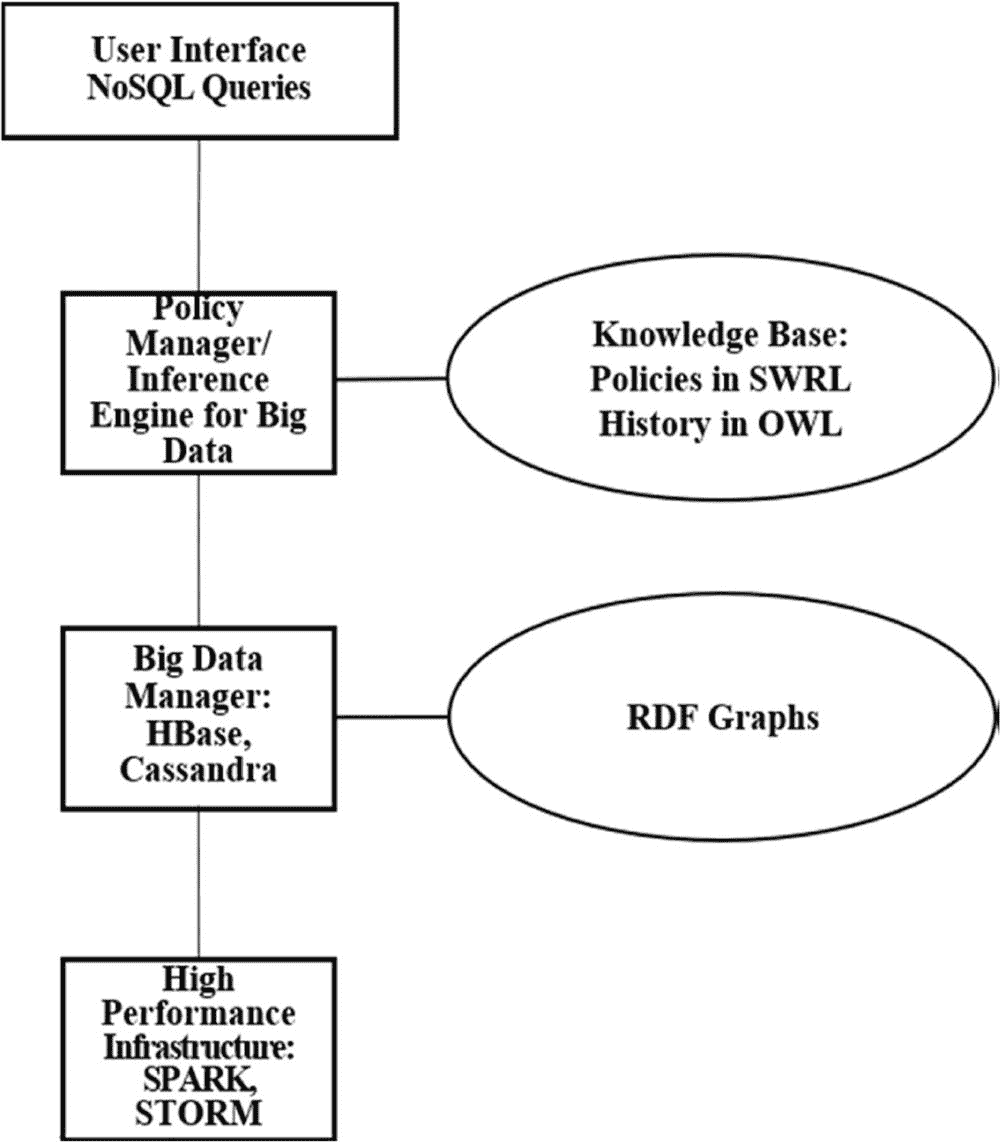 User Interface
NoSQL Queries
Policy
Manager/
Inference
Engine for Big
Data
Knowledge Base:
Policies in SWRL
History in OWL
Big Data
Manager:
HBase,
Cassandra
RDF Graphs
High
Performance
Infrastructure:
SPARK,
STORM